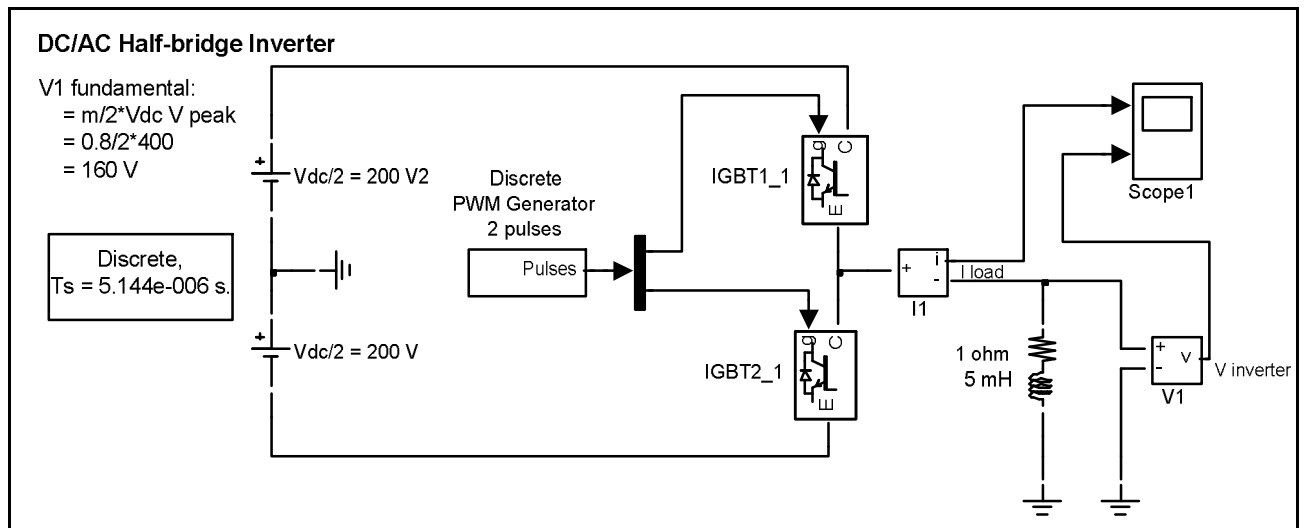 DC/AC Half-bridge Inverter
V1 fundamental:
= m/2*Vdc V peak
= 0.8/2*400
= 160 V
+
Vdc/2 = 200 V2
Discrete,
Ts = 5.144e-006 s.
+
Vdc/2 = 200 V
Discrete
PWM Generator
2 pulses
Pulses
IGBT1_1
g
C
E
IGBT2_1
g
C
E
+
i
-
I load
I1
1 ohm
5 mH
Scope1
+
-
v
V inverter
V1